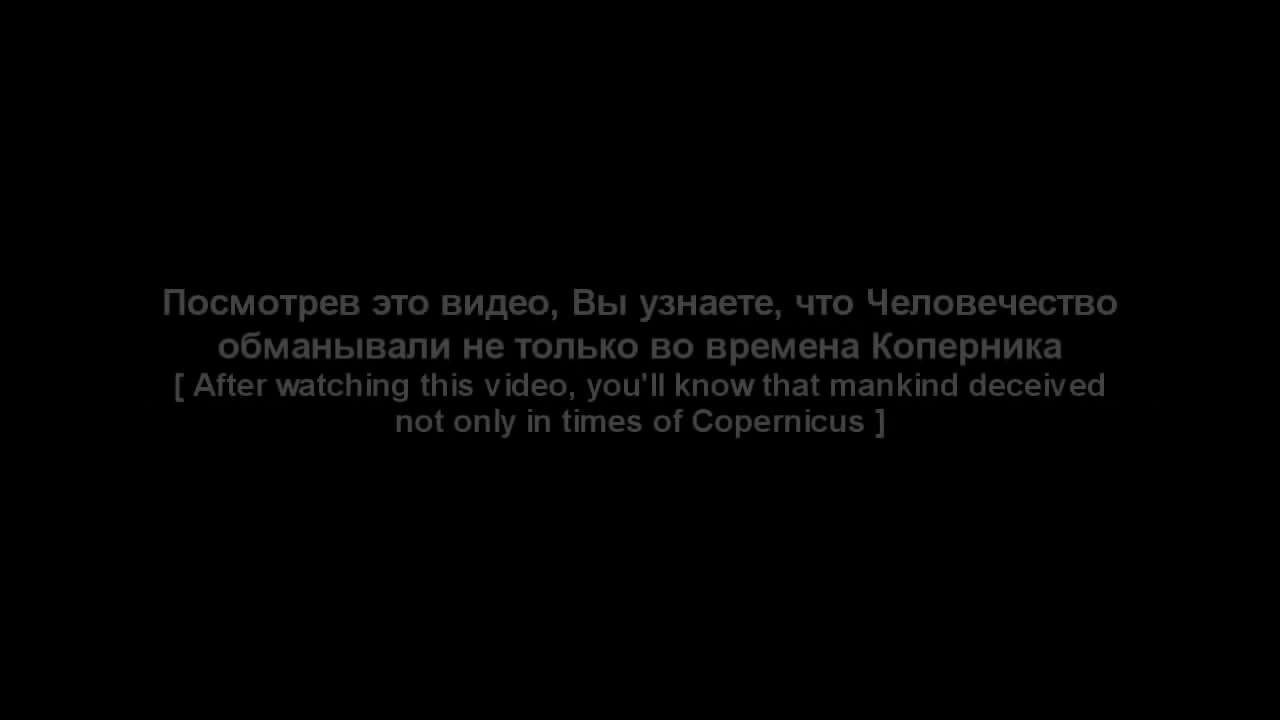 Посмотрев это видео, Вы узнаете, что Человечество
обманывали не только во времена Коперника
[ After watching this video, you'll know that mankind deceived
not only in times of Copernicus ]